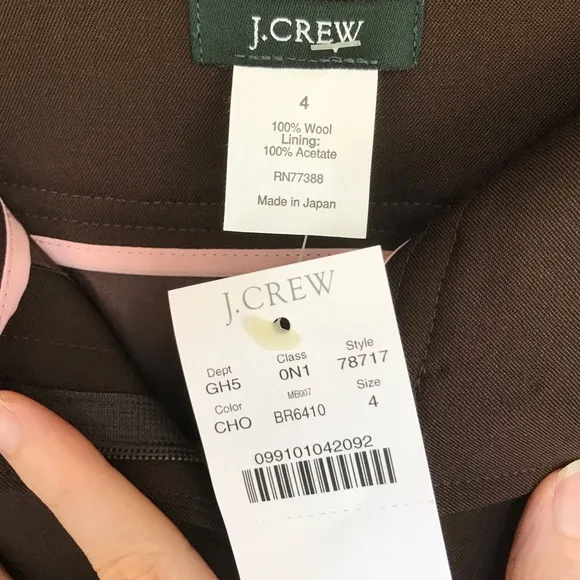 J.CREW
4
100% Wool
Lining:
100% Acetate
RN77388
Made in Japan
J.CREW
Dept Class Style
GH5 0N1 78717
Color MB007 Size
CHO BR6410 4
099101042092